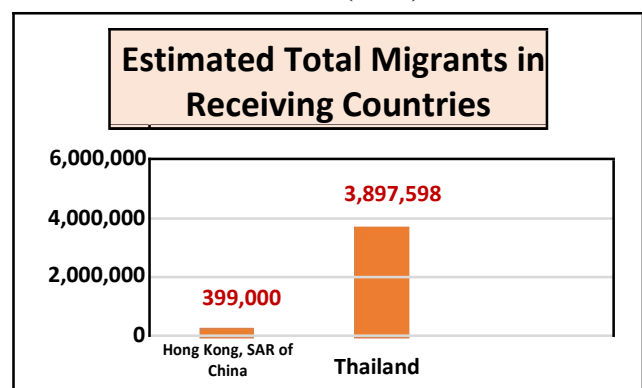 Estimated Total Migrants in
Receiving Countries
6,000,000
3,897,598
4,000,000
2,000,000
399,000
0
Hong Kong, SAR of
China
Thailand